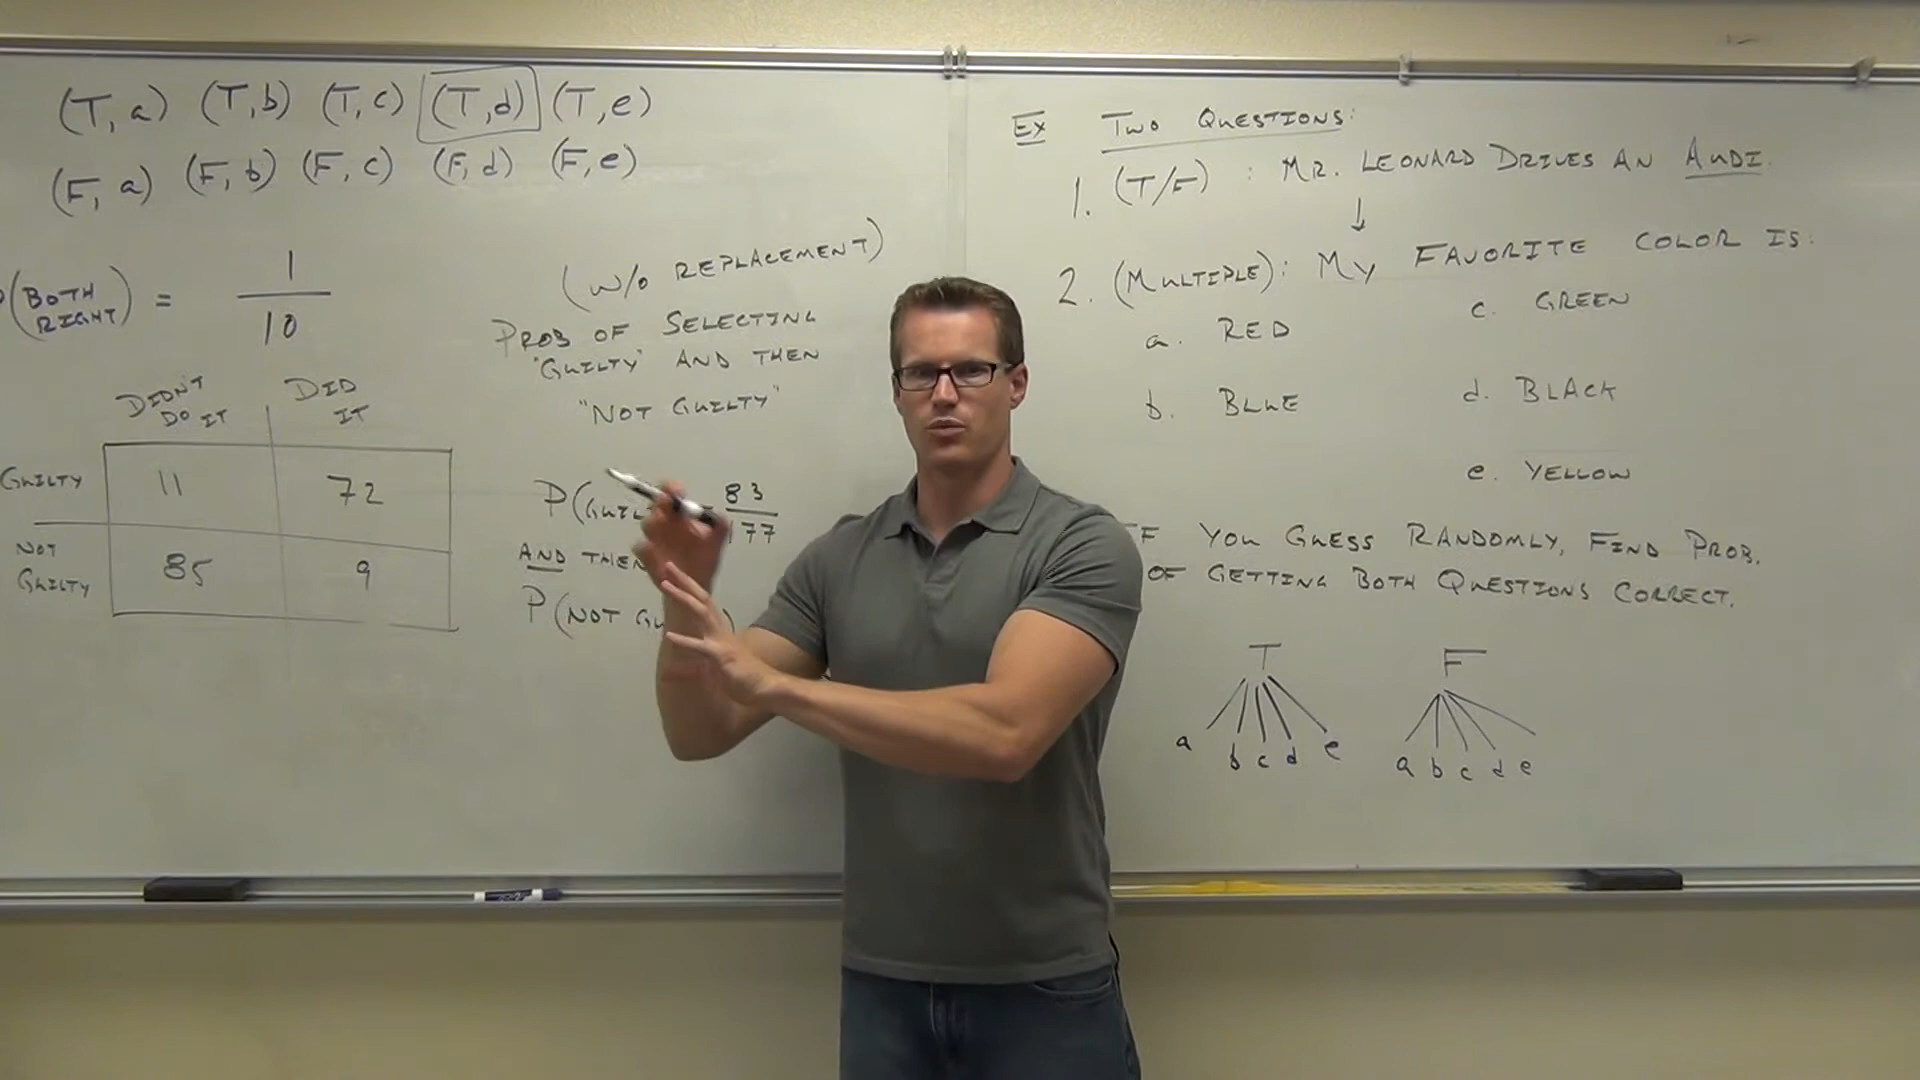 (T, a) (T, b) (T, c) (T, d) (T, e)
(F, a) (F, b) (F, c) (F, d) (F, e)
(BOTH RIGHT) = 1/10
DIDN'T DO IT DID IT
GUILTY 11 72
NOT GUILTY 85 9
(W/O REPLACEMENT)
PROB OF SELECTING
"GUILTY" AND THEN
"NOT GUILTY"
P(GUIL 83/177
AND THEN
P(NOT GU
EX TWO QUESTIONS:
1. (T/F) : MR. LEONARD DRIVES AN AUDI.
↓
2. (MULTIPLE): MY FAVORITE COLOR IS:
a. RED c. GREEN
b. BLUE d. BLACK
e. YELLOW
F YOU GUESS RANDOMLY, FIND PROB.
OF GETTING BOTH QUESTIONS CORRECT.
T F
a b c d e a b c d e